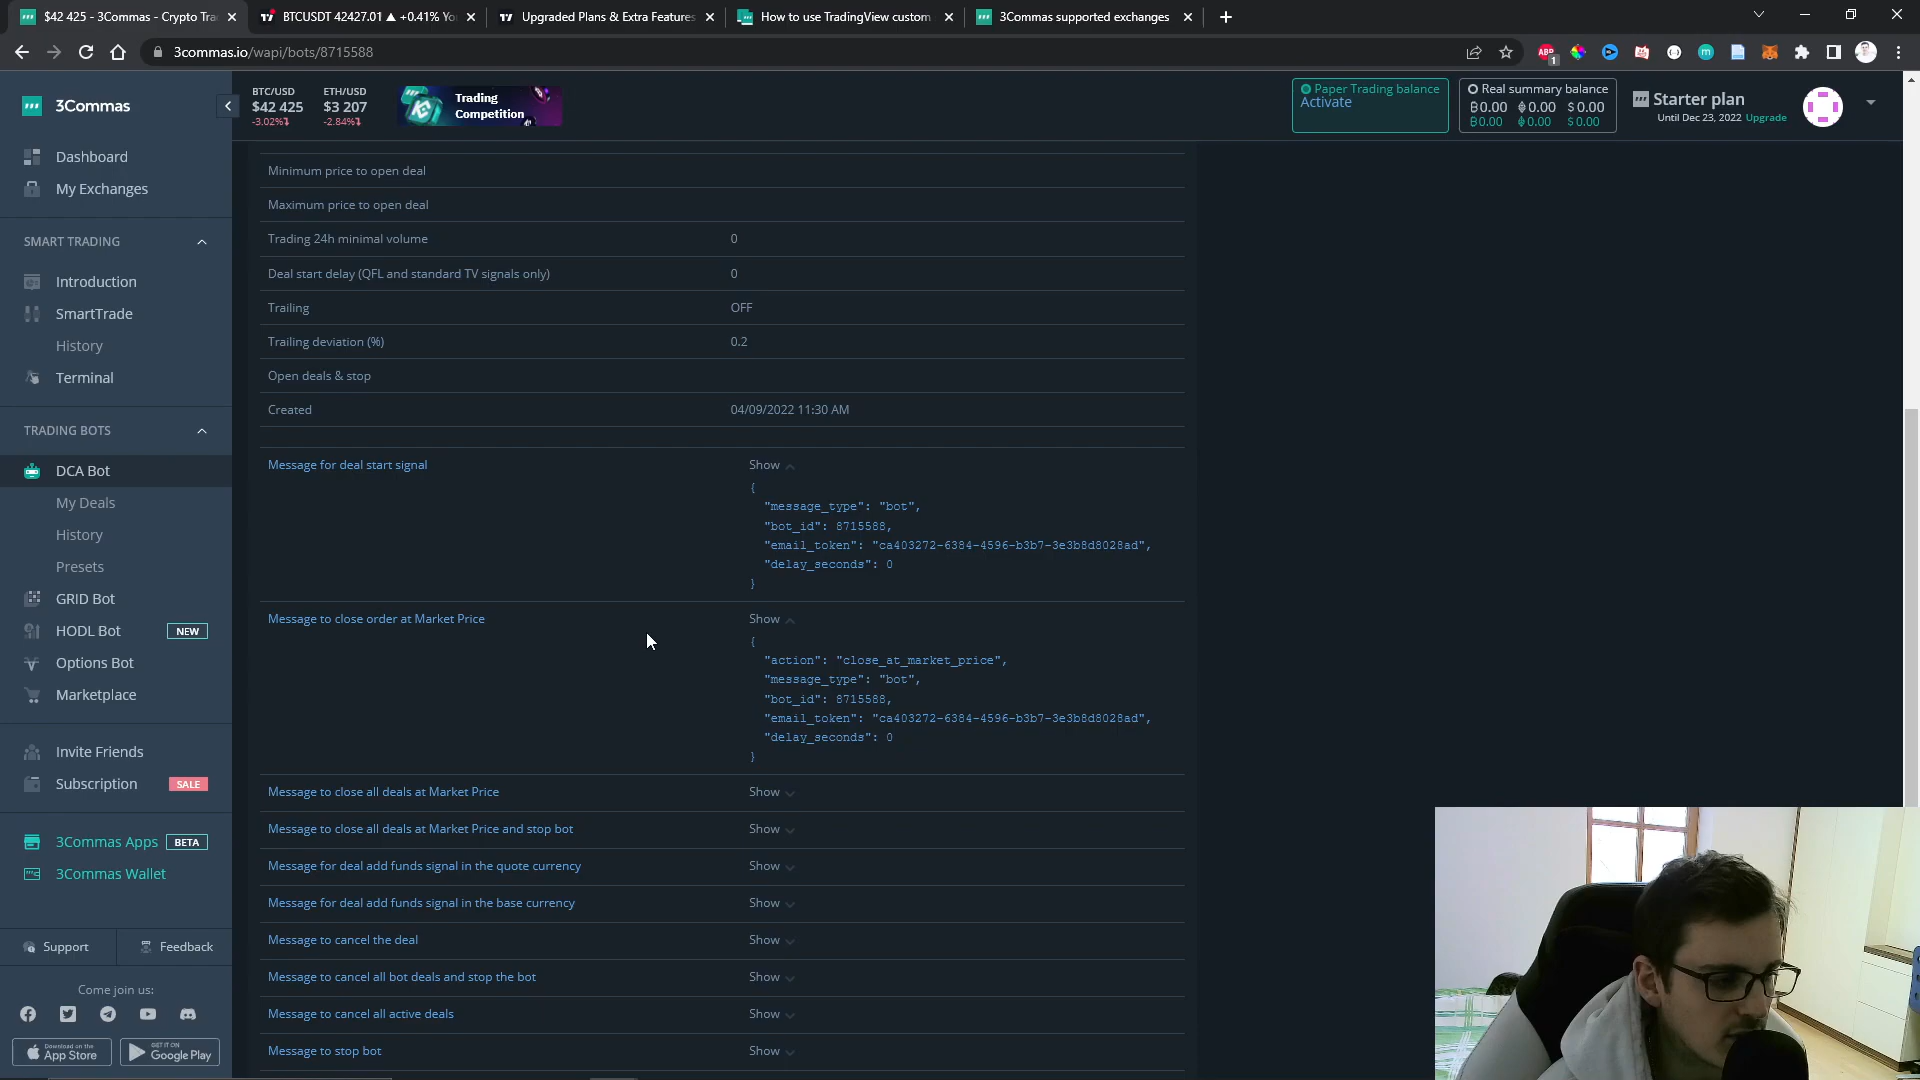 $42 425 - 3Commas - Crypto Tra
BTCUSDT 42427.01 ▲ +0.41% Yo
Upgraded Plans & Extra Features
How to use TradingView custom
3Commas supported exchanges
3commas.io/wapi/bots/8715588
3Commas
BTC/USD
$42 425
-3.02%
ETH/USD
$3 207
-2.84%
Trading
Competition
Paper Trading balance
Activate
Real summary balance
0.00 0.00 $0.00
0.00 0.00 $0.00
Starter plan
Until Dec 23, 2022 Upgrade
Dashboard
My Exchanges
SMART TRADING
Introduction
SmartTrade
History
Terminal
TRADING BOTS
DCA Bot
My Deals
History
Presets
GRID Bot
HODL Bot NEW
Options Bot
Marketplace
Invite Friends
Subscription SALE
3Commas Apps BETA
3Commas Wallet
Support
Feedback
Come join us:
Download on the
App Store
GET IT ON
Google Play
Minimum price to open deal
Maximum price to open deal
Trading 24h minimal volume 0
Deal start delay (QFL and standard TV signals only) 0
Trailing OFF
Trailing deviation (%) 0.2
Open deals & stop
Created 04/09/2022 11:30 AM
Message for deal start signal Show
{
"message_type": "bot",
"bot_id": 8715588,
"email_token": "ca403272-6384-4596-b3b7-3e3b8d8028ad",
"delay_seconds": 0
}
Message to close order at Market Price Show
{
"action": "close_at_market_price",
"message_type": "bot",
"bot_id": 8715588,
"email_token": "ca403272-6384-4596-b3b7-3e3b8d8028ad",
"delay_seconds": 0
}
Message to close all deals at Market Price Show
Message to close all deals at Market Price and stop bot Show
Message for deal add funds signal in the quote currency Show
Message for deal add funds signal in the base currency Show
Message to cancel the deal Show
Message to cancel all bot deals and stop the bot Show
Message to cancel all active deals Show
Message to stop bot Show